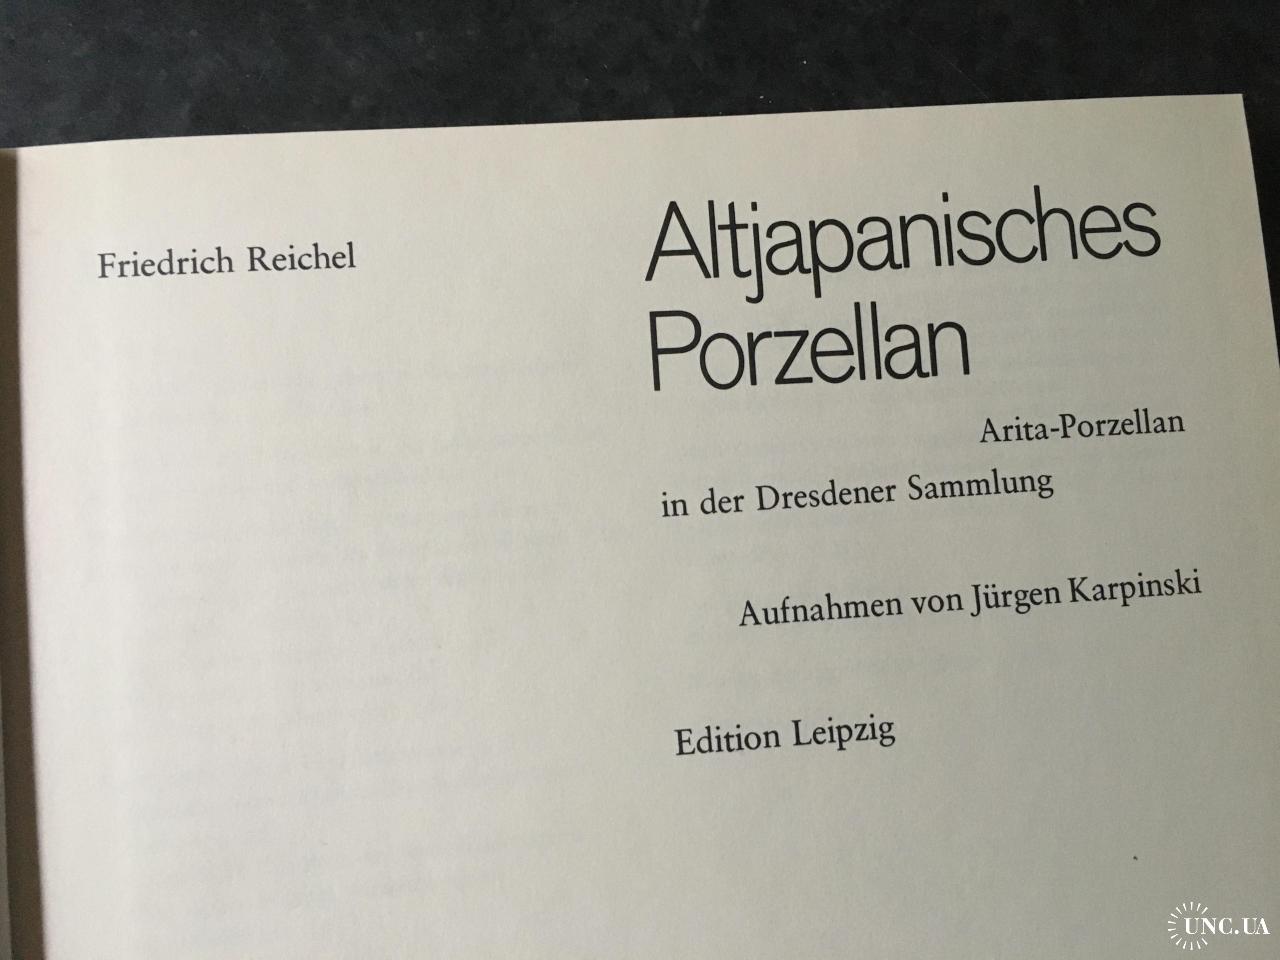 Friedrich Reichel
Altjapanisches
Porzellan
Arita-Porzellan
in der Dresdener Sammlung
Aufnahmen von Jürgen Karpinski
Edition Leipzig
UNC.UA